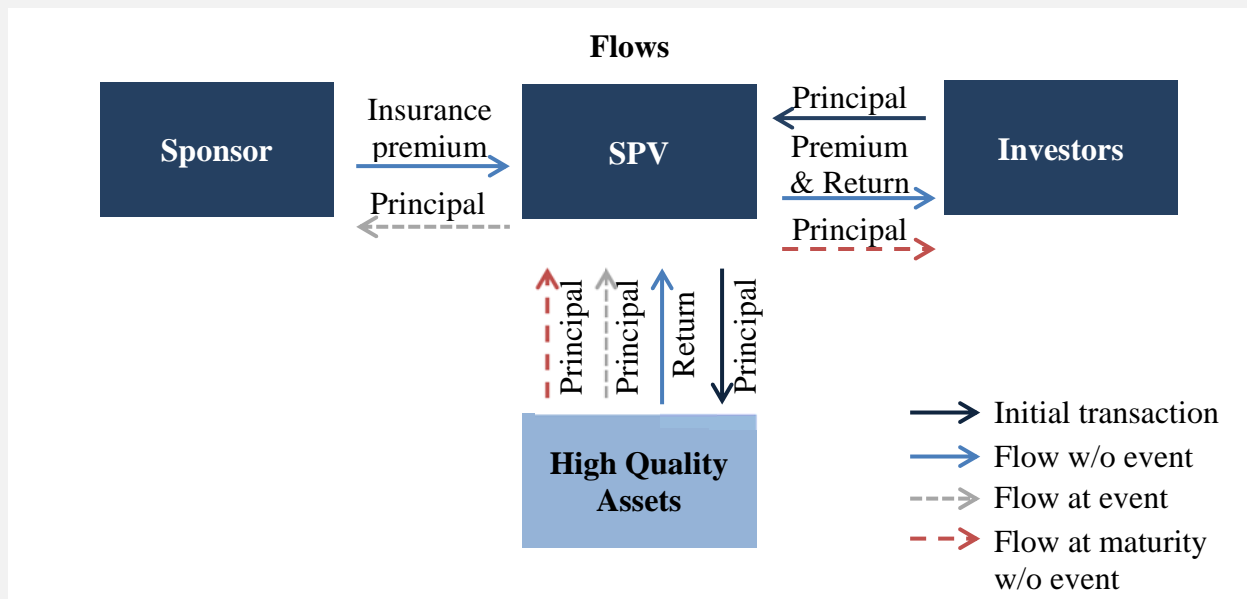 Flows
Sponsor
Insurance
premium
Principal
SPV
Principal
Premium
& Return
Principal
Investors
Principal
Principal
Return
Principal
High Quality
Assets
Initial transaction
Flow w/o event
Flow at event
Flow at maturity
w/o event